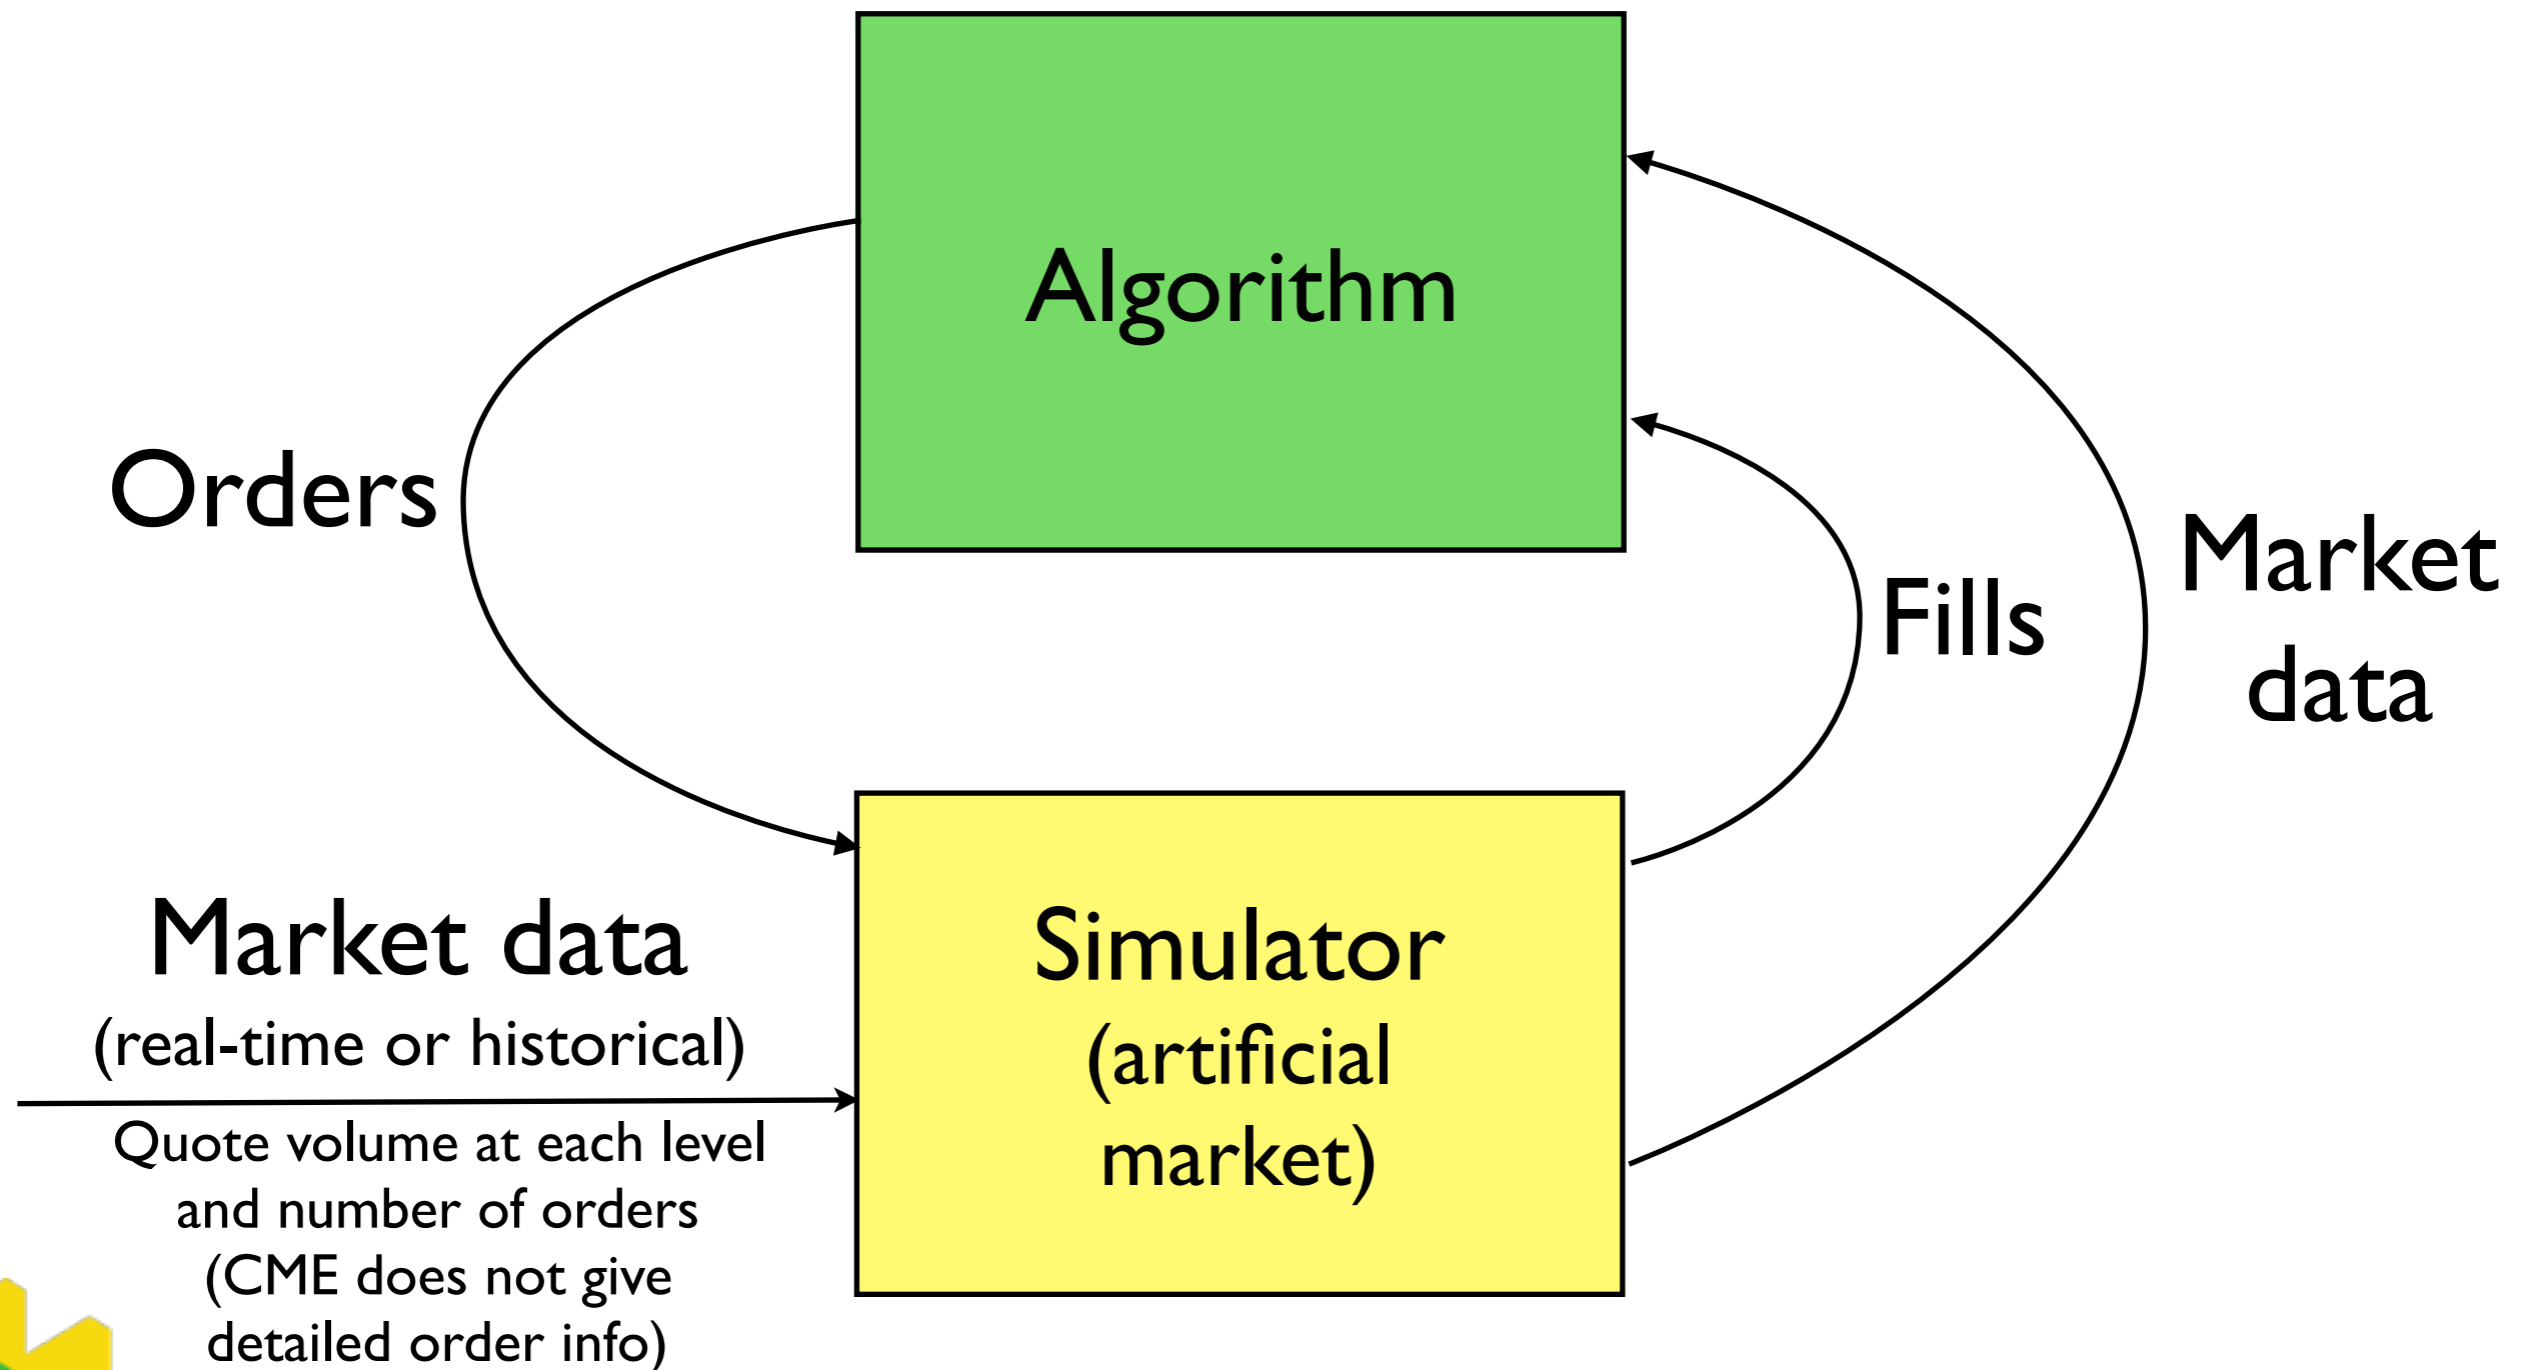 Algorithm
Orders
Fills
Market
data
Market data
(real-time or historical)
Quote volume at each level
and number of orders
(CME does not give
detailed order info)
Simulator
(artificial
market)